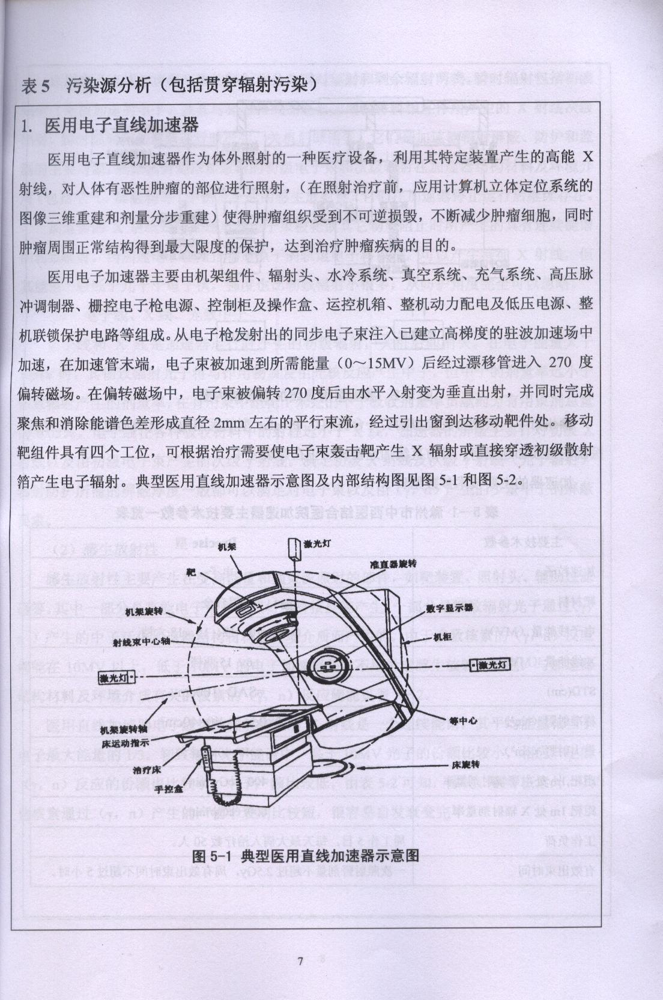 表 5 污染源分析（包括贯穿辐射污染）
1. 医用电子直线加速器
医用电子直线加速器作为体外照射的一种医疗设备，利用其特定装置产生的高能 X
射线，对人体有恶性肿瘤的部位进行照射，（在照射治疗前，应用计算机立体定位系统的
图像三维重建和剂量分步重建）使得肿瘤组织受到不可逆损毁，不断减少肿瘤细胞，同时
肿瘤周围正常结构得到最大限度的保护，达到治疗肿瘤疾病的目的。
医用电子加速器主要由机架组件、辐射头、水冷系统、真空系统、充气系统、高压脉
冲调制器、栅控电子枪电源、控制柜及操作盒、运控机箱、整机动力配电及低压电源、整
机联锁保护电路等组成。从电子枪发射出的同步电子束注入已建立高梯度的驻波加速场中
加速，在加速管末端，电子束被加速到所需能量（0～15MV）后经过漂移管进入 270 度
偏转磁场。在偏转磁场中，电子束被偏转 270 度后由水平入射变为垂直出射，并同时完成
聚焦和消除能谱色差形成直径 2mm 左右的平行束流，经过引出窗到达移动靶件处。移动
靶组件具有四个工位，可根据治疗需要使电子束轰击靶产生 X 辐射或直接穿透初级散射
箔产生电子辐射。典型医用直线加速器示意图及内部结构图见图 5-1 和图 5-2。
机架
激光灯
靶
准直器旋转
机架旋转
数字显示器
射线束中心轴
机柜
激光灯
激光灯
机架旋转轴
等中心
床运动指示
治疗床
床旋转
手控盒
图 5-1 典型医用直线加速器示意图
7